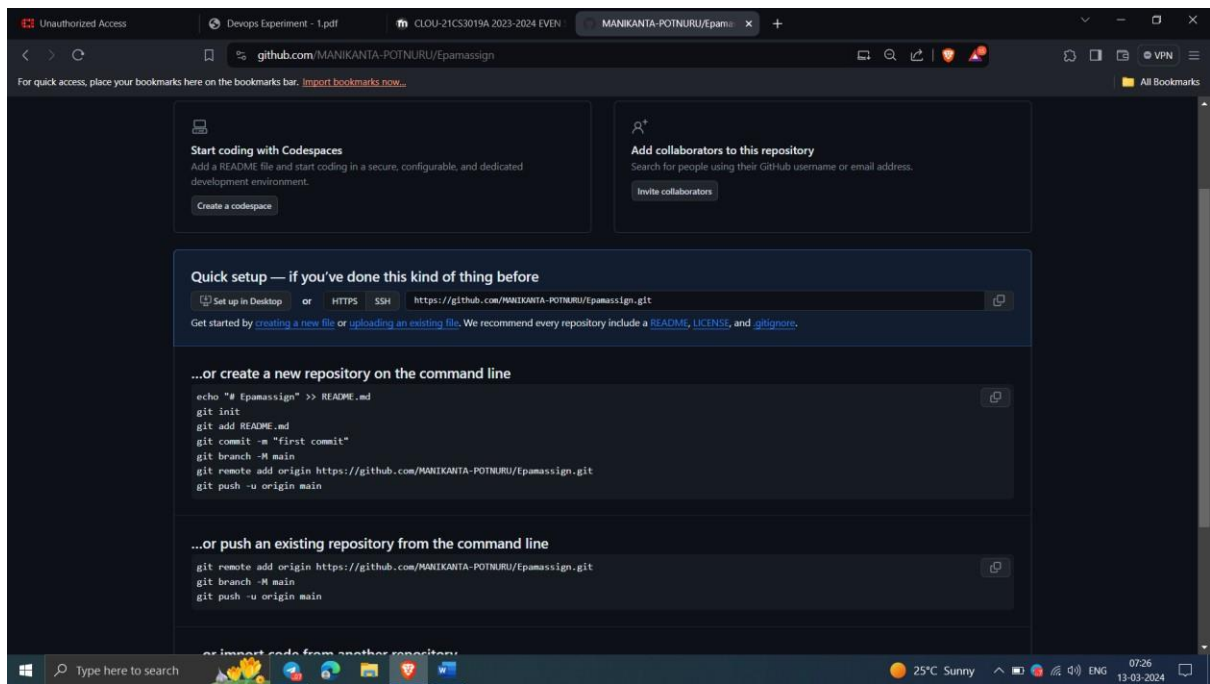 Unauthorized Access
Devops Experiment - 1.pdf
CLOU-21CS3019A 2023-2024 EVEN
MANIKANTA-POTNURU/Epama
github.com/MANIKANTA-POTNURU/Epamassign
VPN
For quick access, place your bookmarks here on the bookmarks bar. Import bookmarks now...
All Bookmarks
Start coding with Codespaces
Add a README file and start coding in a secure, configurable, and dedicated
development environment.
Create a codespace
Add collaborators to this repository
Search for people using their GitHub username or email address.
Invite collaborators
Quick setup — if you've done this kind of thing before
Set up in Desktop or HTTPS SSH https://github.com/MANIKANTA-POTNURU/Epamassign.git
Get started by creating a new file or uploading an existing file. We recommend every repository include a README, LICENSE, and .gitignore.
...or create a new repository on the command line
echo "# Epamassign" >> README.md
git init
git add README.md
git commit -m "first commit"
git branch -M main
git remote add origin https://github.com/MANIKANTA-POTNURU/Epamassign.git
git push -u origin main
...or push an existing repository from the command line
git remote add origin https://github.com/MANIKANTA-POTNURU/Epamassign.git
git branch -M main
git push -u origin main
...or import code from another repository
Type here to search
25°C Sunny
ENG
07:26
13-03-2024